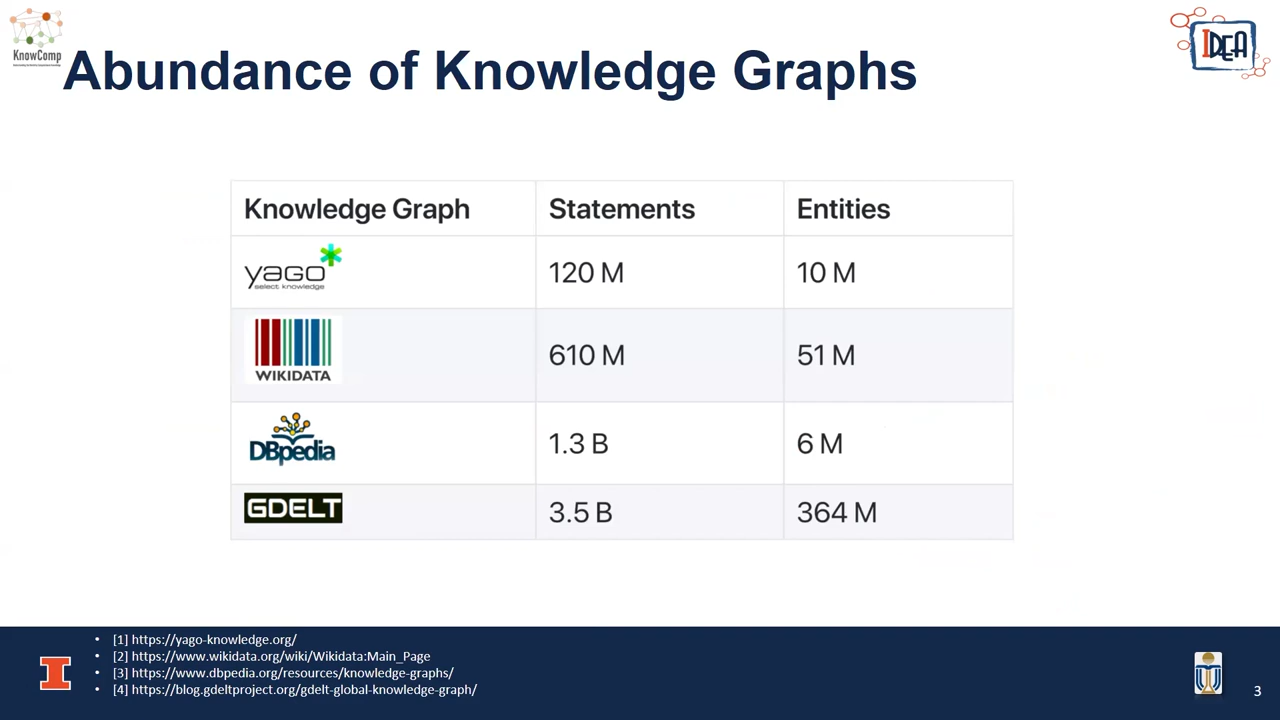 KnowComp
Abundance of Knowledge Graphs
IDEA
Knowledge Graph Statements Entities
yago select knowledge 120 M 10 M
WIKIDATA 610 M 51 M
DBpedia 1.3 B 6 M
GDELT 3.5 B 364 M
• [1] https://yago-knowledge.org/
• [2] https://www.wikidata.org/wiki/Wikidata:Main_Page
• [3] https://www.dbpedia.org/resources/knowledge-graphs/
• [4] https://blog.gdeltproject.org/gdelt-global-knowledge-graph/
I
3